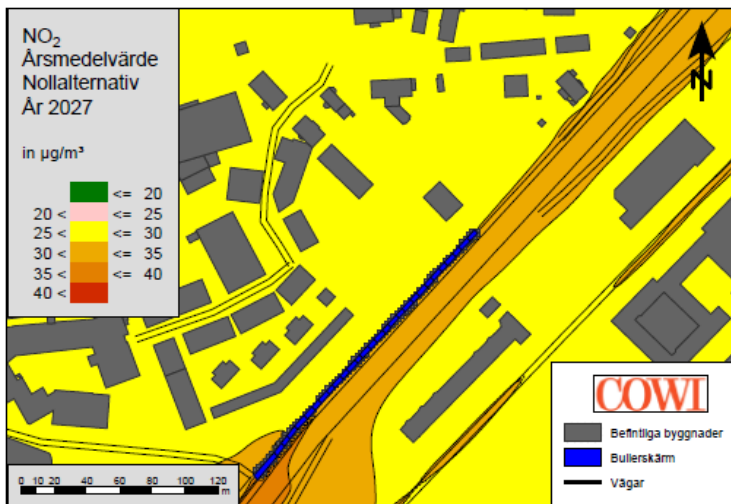 NO₂
Årsmedelvärde
Nollalternativ
År 2027
in µg/m³
<= 20
20 < <= 25
25 < <= 30
30 < <= 35
35 < <= 40
40 <
N
COWI
Befintliga byggnader
Bullerskärm
Vägar
0 10 20 40 60 80 100 120
m